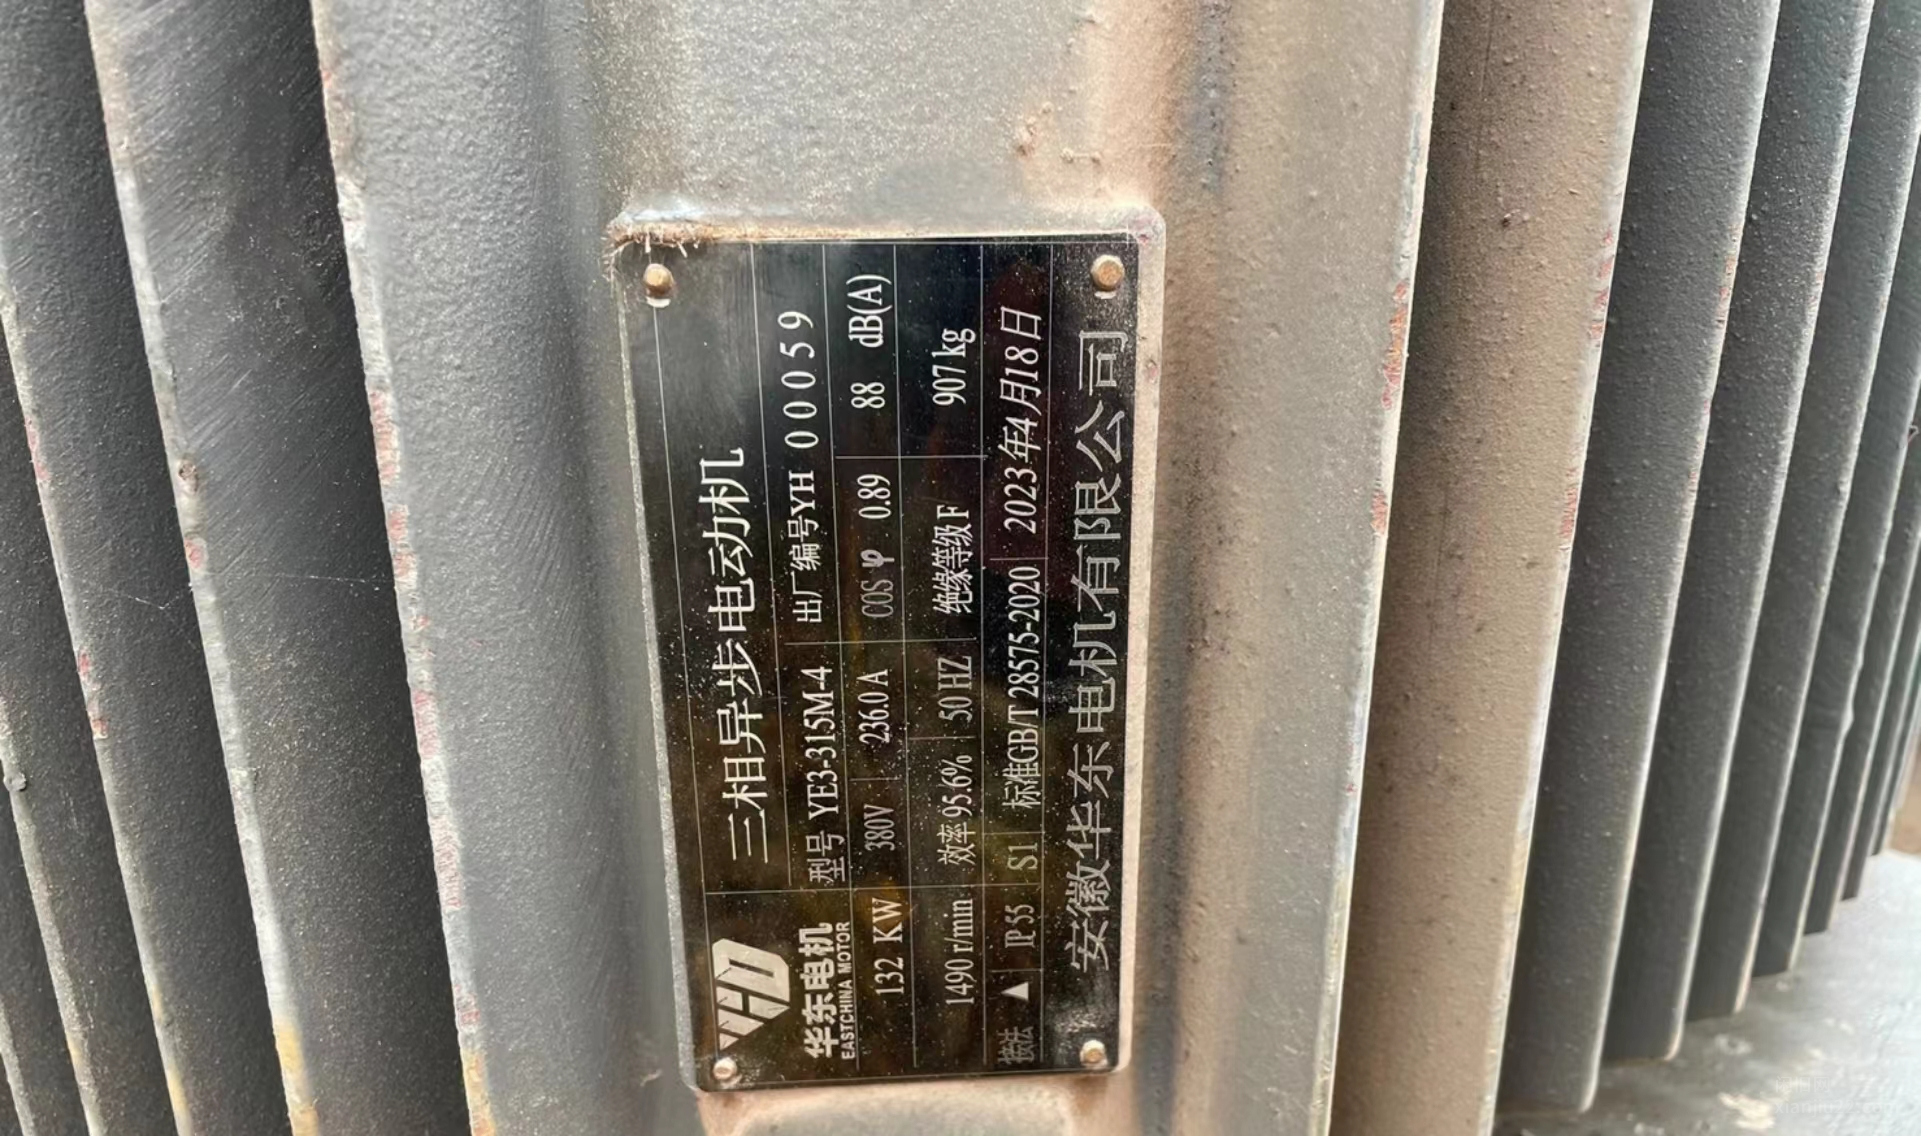 三相异步电动机
华东电机
EASTCHINA MOTOR
型号 YE3-315M-4 出厂编号YH 00059
132 KW 380V 236.0 A COS φ 0.89 88 dB(A)
1490 r/min 效率 95.6% 50 HZ 绝缘等级 F 907 kg
接法 ▲ IP 55 S1 标准GB/T 28575-2020 2023年4月18日
安徽华东电机有限公司